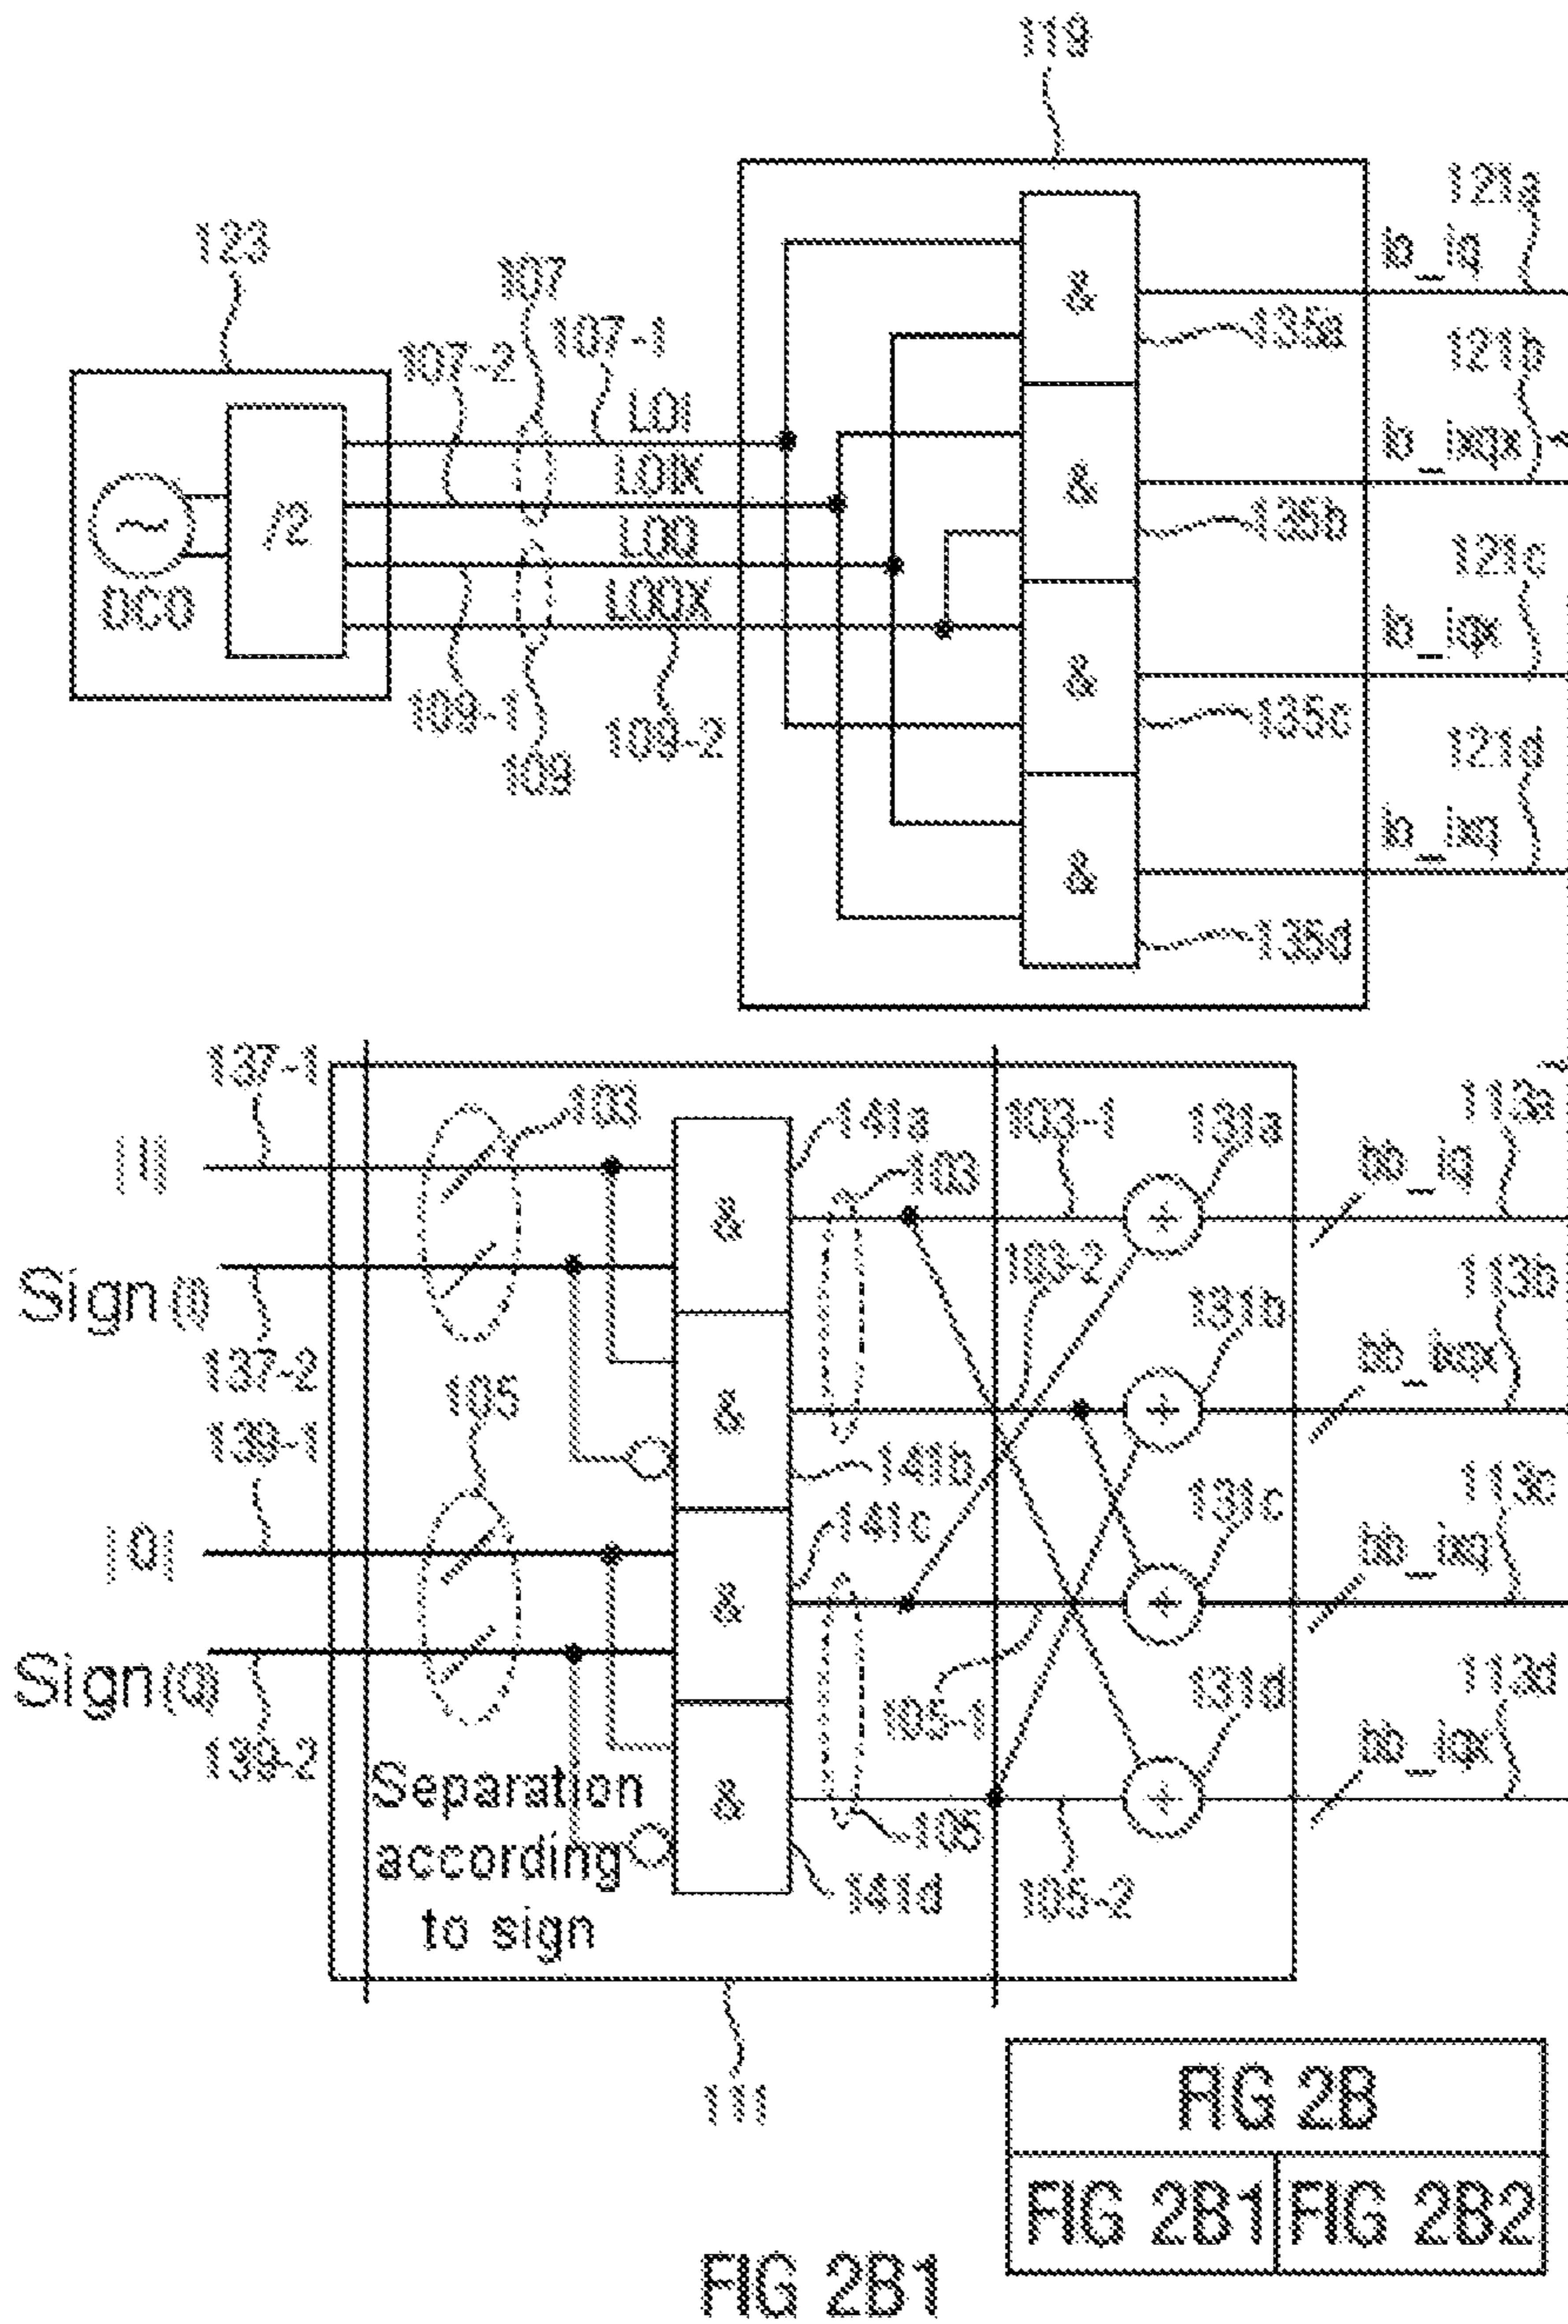 119
121a
lo_iq
123
107
107-2
107-1
LOI
&
135a
121b
lo_ixqx
LOIX
/2
LOQ
&
135b
121c
DCO
LOQX
lo_iqx
109-1
109-2
&
135c
109
121d
lo_ixq
&
135d
137-1
103
141a
103-1
131a
113a
|I|
103
bb_iq
&
Sign(I)
103-2
131b
113b
137-2
105
bb_ixqx
139-1
&
141b
141c
131c
113c
|Q|
bb_ixq
&
Sign(Q)
105-1
131d
113d
139-2
bb_iqx
Separation
according
to sign
&
105
141d
105-2
111
FIG 2B
FIG 2B1
FIG 2B2
FIG 2B1